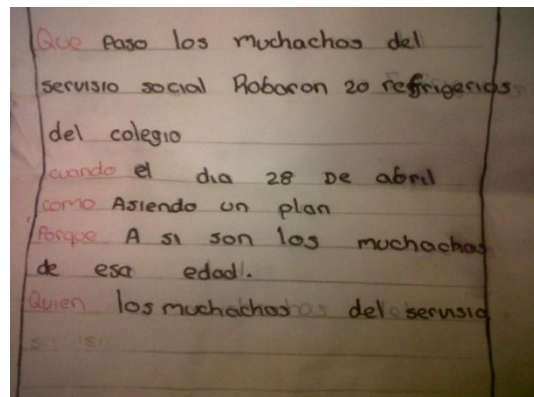 Que Paso los muchachos del
servisio social Robaron 20 refrigerios
del colegio
cuando el dia 28 De abril
como Asiendo un plan
Porque A si son los muchachos
de esa edad.
Quien los muchachos del servisio